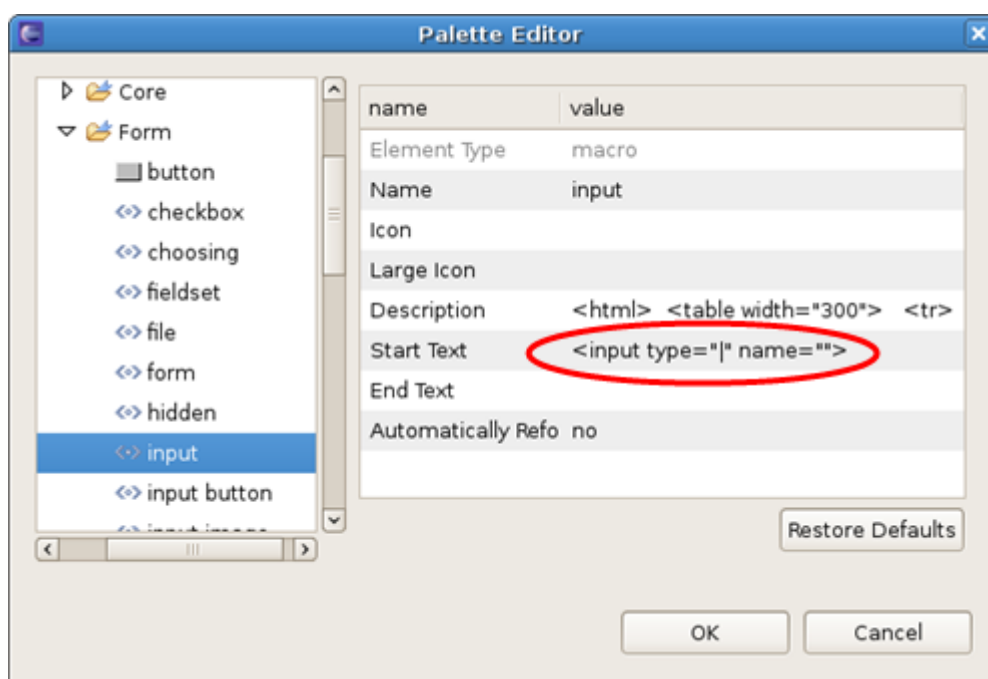 Palette Editor
Core
Form
button
checkbox
choosing
fieldset
file
form
hidden
input
input button
input image
name value
Element Type macro
Name input
Icon
Large Icon
Description <html> <table width="300"> <tr>
Start Text <input type="|" name="">
End Text
Automatically Refo no
Restore Defaults
OK Cancel